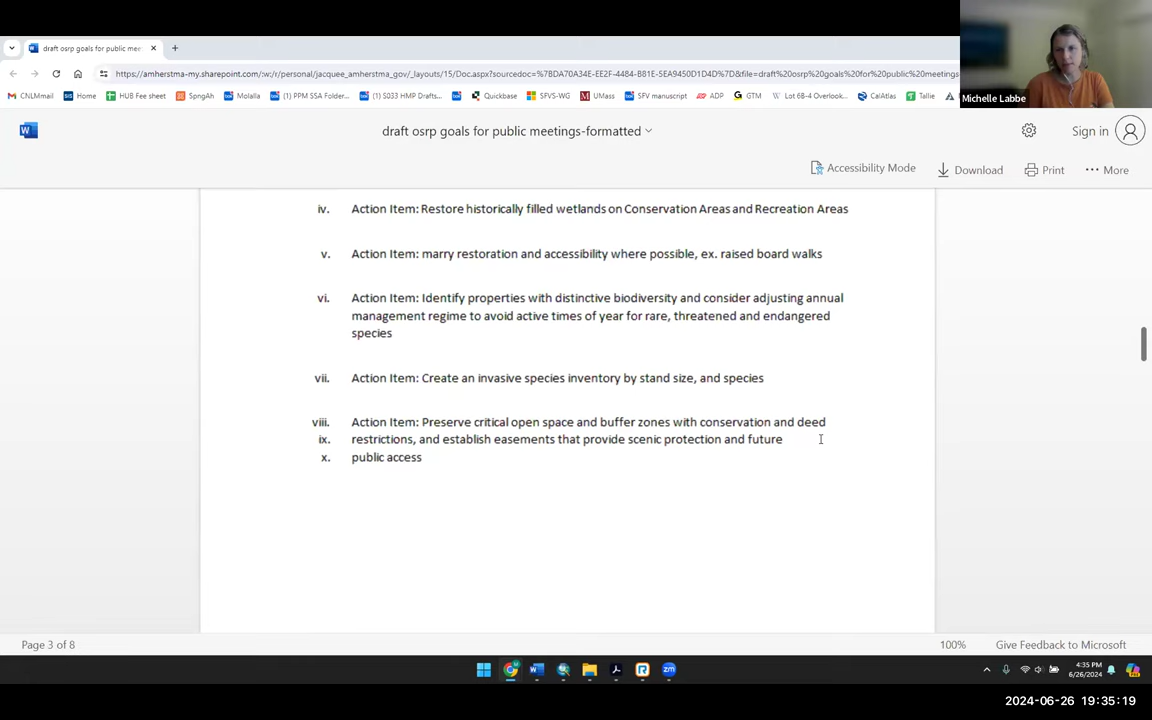 draft osrp goals for public mee
https://amherstma-my.sharepoint.com/:w:/r/personal/jacquee_amherstma_gov/_layouts/15/Doc.aspx?sourcedoc=%7BDA70A34E-EE2F-4484-B81E-5EA9450D1D4D%7D&file=draft%20osrp%20goals%20for%20public%20meetings-
CNLMmail Home HUB Fee sheet SpngAh Molalla (1) PPM SSA Folder... (1) S033 HMP Drafts... Quickbase SFVS-WG UMass SFV manuscript ADP GTM Lot 6B-4 Overlook... CalAtlas Tallie
Michelle Labbe
draft osrp goals for public meetings-formatted
Sign in
Accessibility Mode Download Print More
iv. Action Item: Restore historically filled wetlands on Conservation Areas and Recreation Areas
v. Action Item: marry restoration and accessibility where possible, ex. raised board walks
vi. Action Item: Identify properties with distinctive biodiversity and consider adjusting annual
management regime to avoid active times of year for rare, threatened and endangered
species
vii. Action Item: Create an invasive species inventory by stand size, and species
viii. Action Item: Preserve critical open space and buffer zones with conservation and deed
ix. restrictions, and establish easements that provide scenic protection and future
x. public access
Page 3 of 8
100% Give Feedback to Microsoft
4:35 PM
6/26/2024
2024-06-26 19:35:19